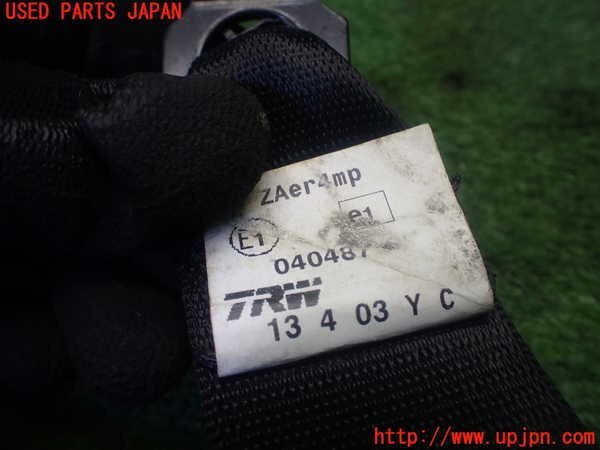 USED PARTS JAPAN
ZAer4mp
E1
e1
040487
TRW
13 4 03 Y C
http://www.upjpn.com/